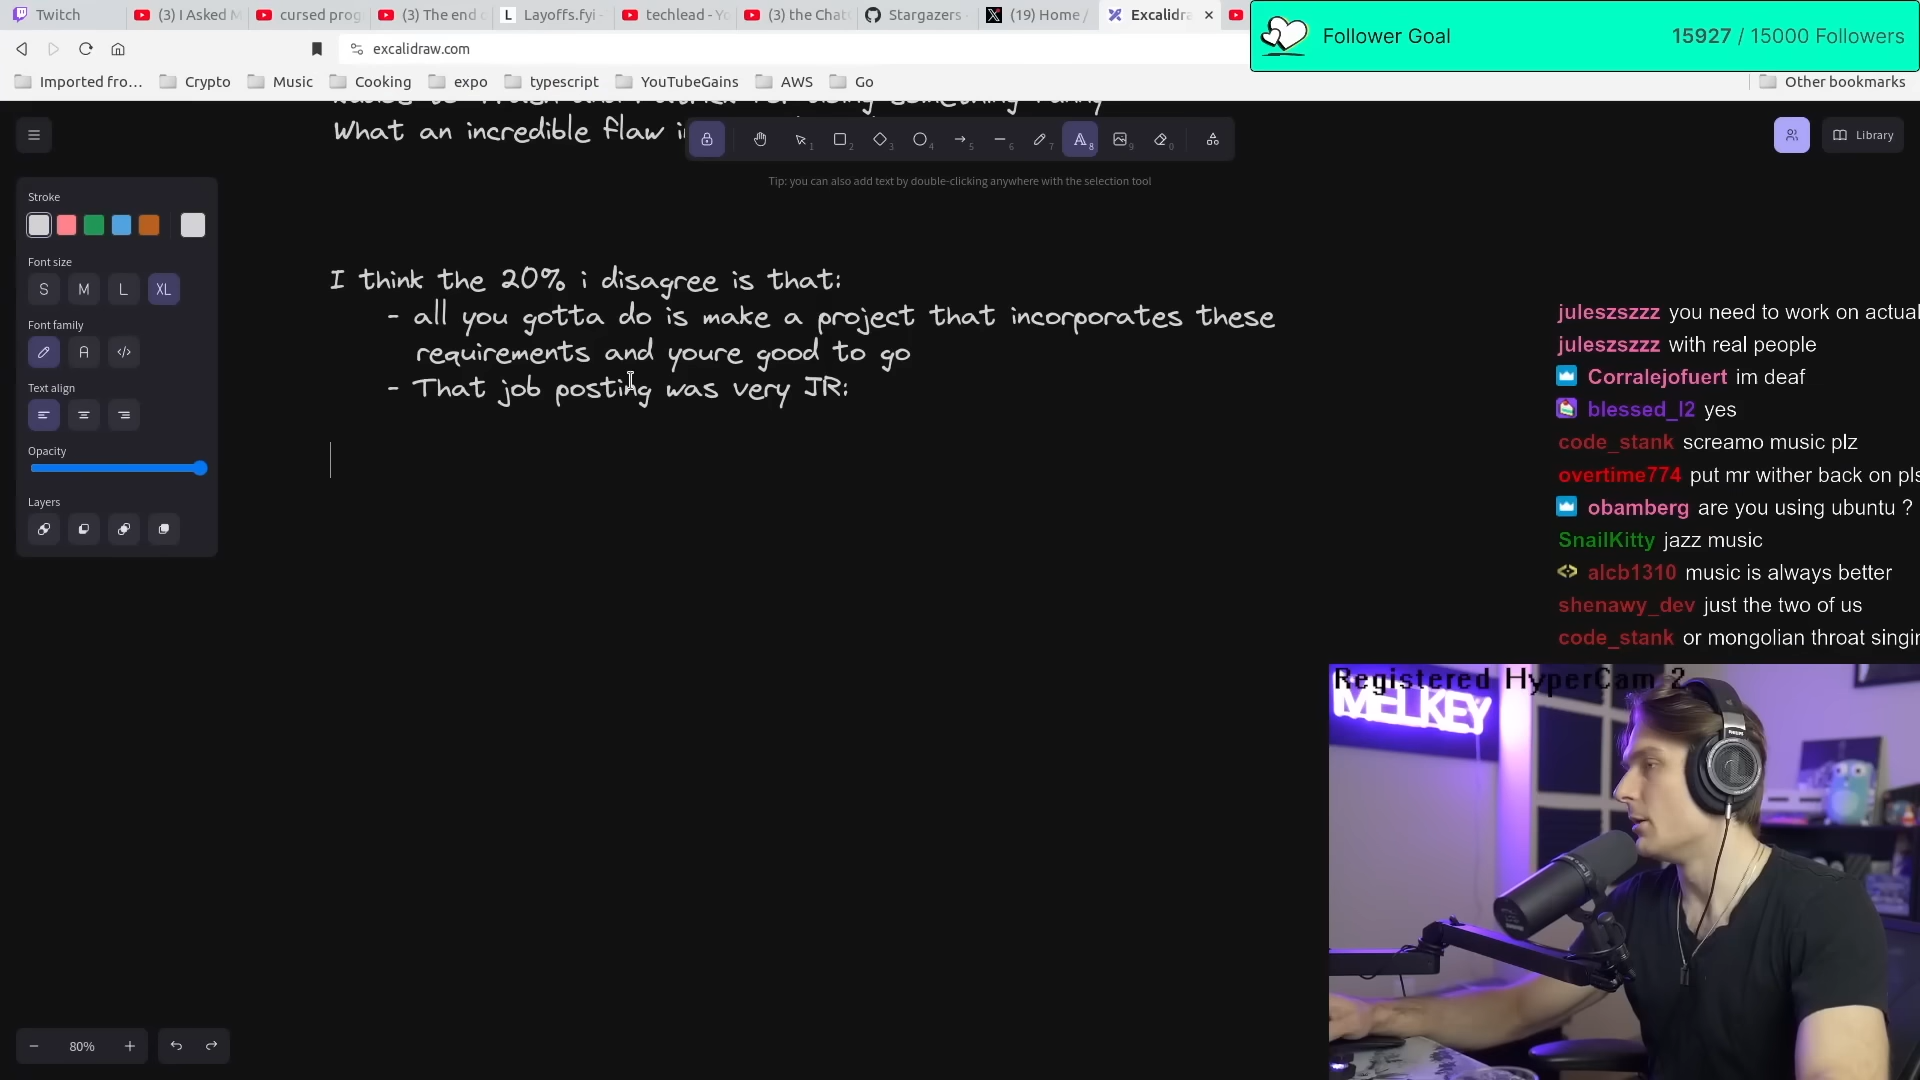 Twitch
(3) I Asked M
cursed prog
(3) The end o
Layoffs.fyi -
techlead - Yo
(3) the Chat
Stargazers ·
(19) Home /
Excalidra
excalidraw.com
Follower Goal
15927 / 15000 Followers
Imported fro...
Crypto
Music
Cooking
expo
typescript
YouTubeGains
AWS
Go
Other bookmarks
What an incredible flaw
Library
Tip: you can also add text by double-clicking anywhere with the selection tool
Stroke
Font size
S M L XL
Font family
Text align
Opacity
Layers
I think the 20% i disagree is that:
- all you gotta do is make a project that incorporates these
requirements and youre good to go
- That job posting was very JR:
juleszszzz you need to work on actual
juleszszzz with real people
Corralejofuert im deaf
blessed_l2 yes
code_stank screamo music plz
overtime774 put mr wither back on pls
obamberg are you using ubuntu ?
SnailKitty jazz music
alcb1310 music is always better
shenawy_dev just the two of us
code_stank or mongolian throat singin
Registered HyperCam 2
MELKEY
80%